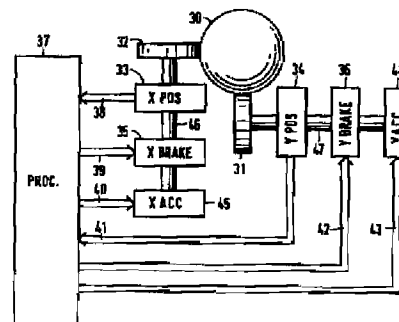 30
37
32
33
34
36
X POS
38
46
35
X BRAKE
39
Y POS
47
Y BRAKE
31
40
PROC.
X ACC
45
41
42
43